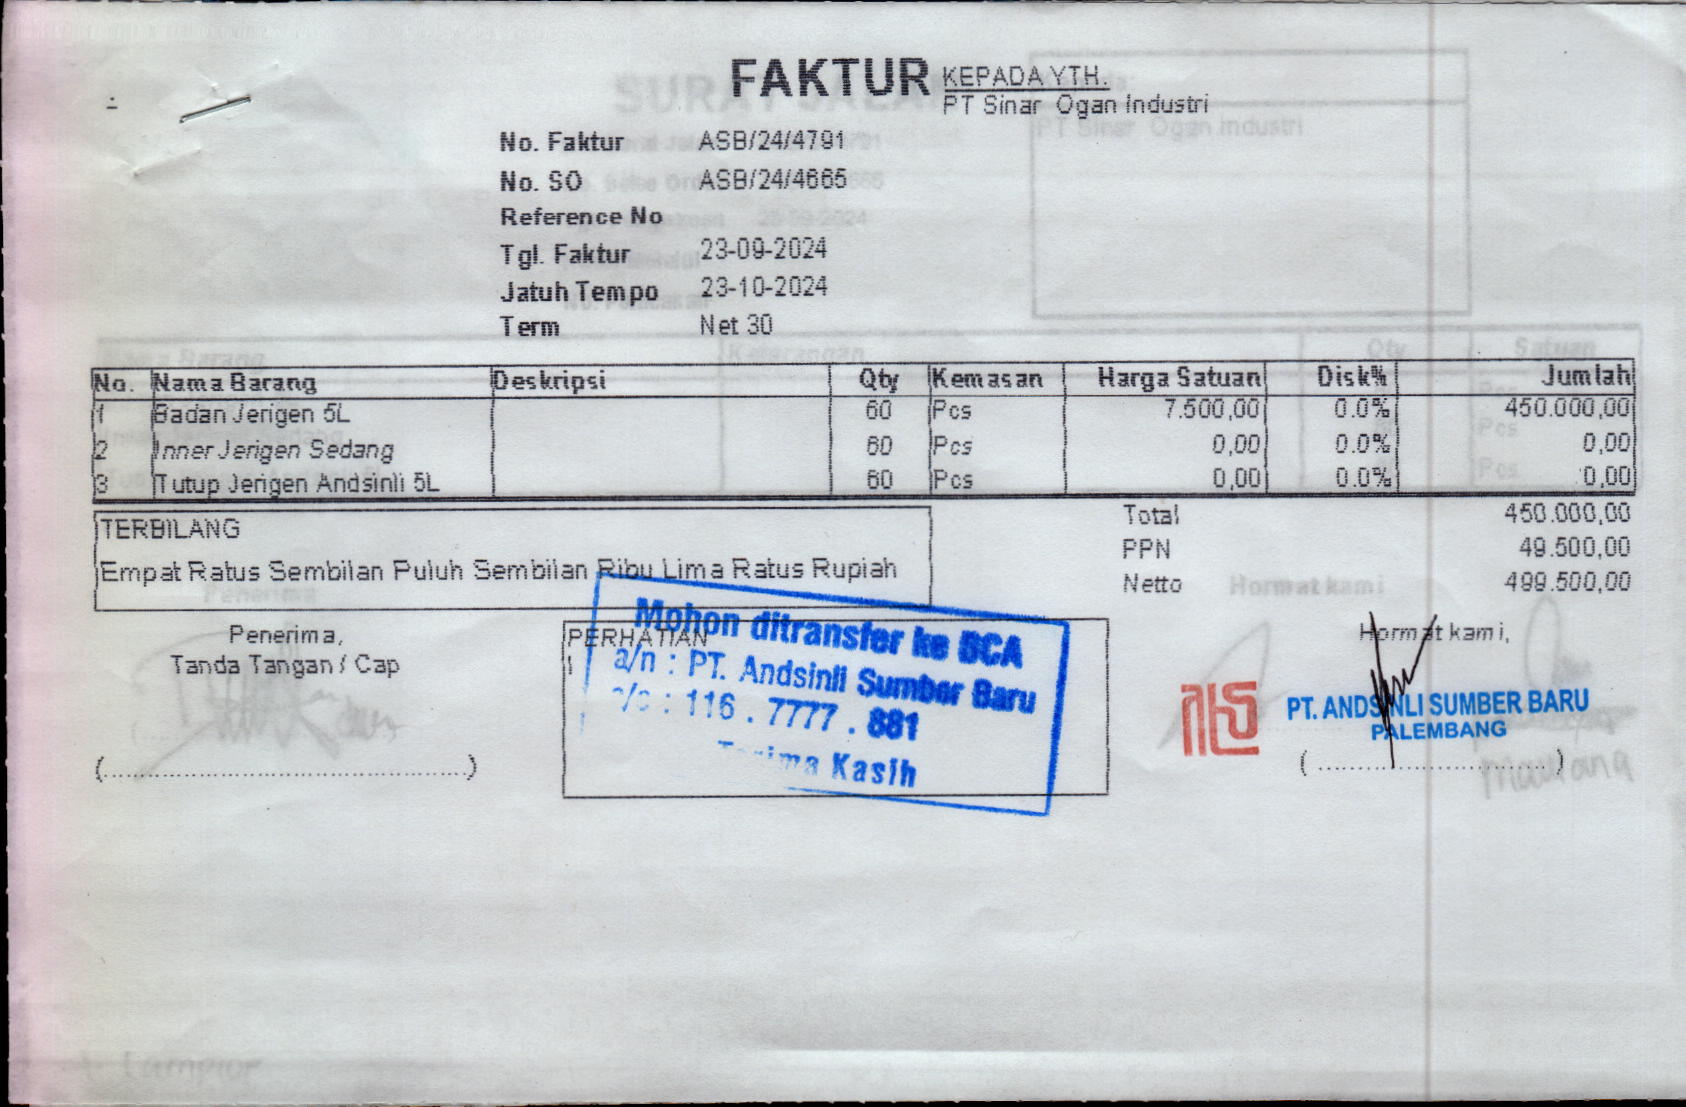 FAKTUR
KEPADA YTH.
PT Sinar Ogan Industri
No. Faktur ASB/24/4791
No. SO ASB/24/4665
Reference No
Tgl. Faktur 23-09-2024
Jatuh Tempo 23-10-2024
Term Net 30
No. Nama Barang Deskripsi Qty Kemasan Harga Satuan Disk% Jumlah
1 Badan Jerigen 5L 60 Pcs 7.500,00 0.0% 450.000,00
2 Inner Jerigen Sedang 60 Pcs 0,00 0.0% 0,00
3 Tutup Jerigen Andsinli 5L 60 Pcs 0,00 0.0% 0,00
TERBILANG
Empat Ratus Sembilan Puluh Sembilan Ribu Lima Ratus Rupiah
Total 450.000,00
PPN 49.500,00
Netto 499.500,00
Penerima,
Tanda Tangan / Cap
(..........................................)
PERHATIAN
Mohon ditransfer ke BCA
a/n : PT. Andsinli Sumber Baru
a/c : 116 . 7777 . 881
Terima Kasih
Hormat kami,
PT. ANDSINLI SUMBER BARU
PALEMBANG
(..............................)